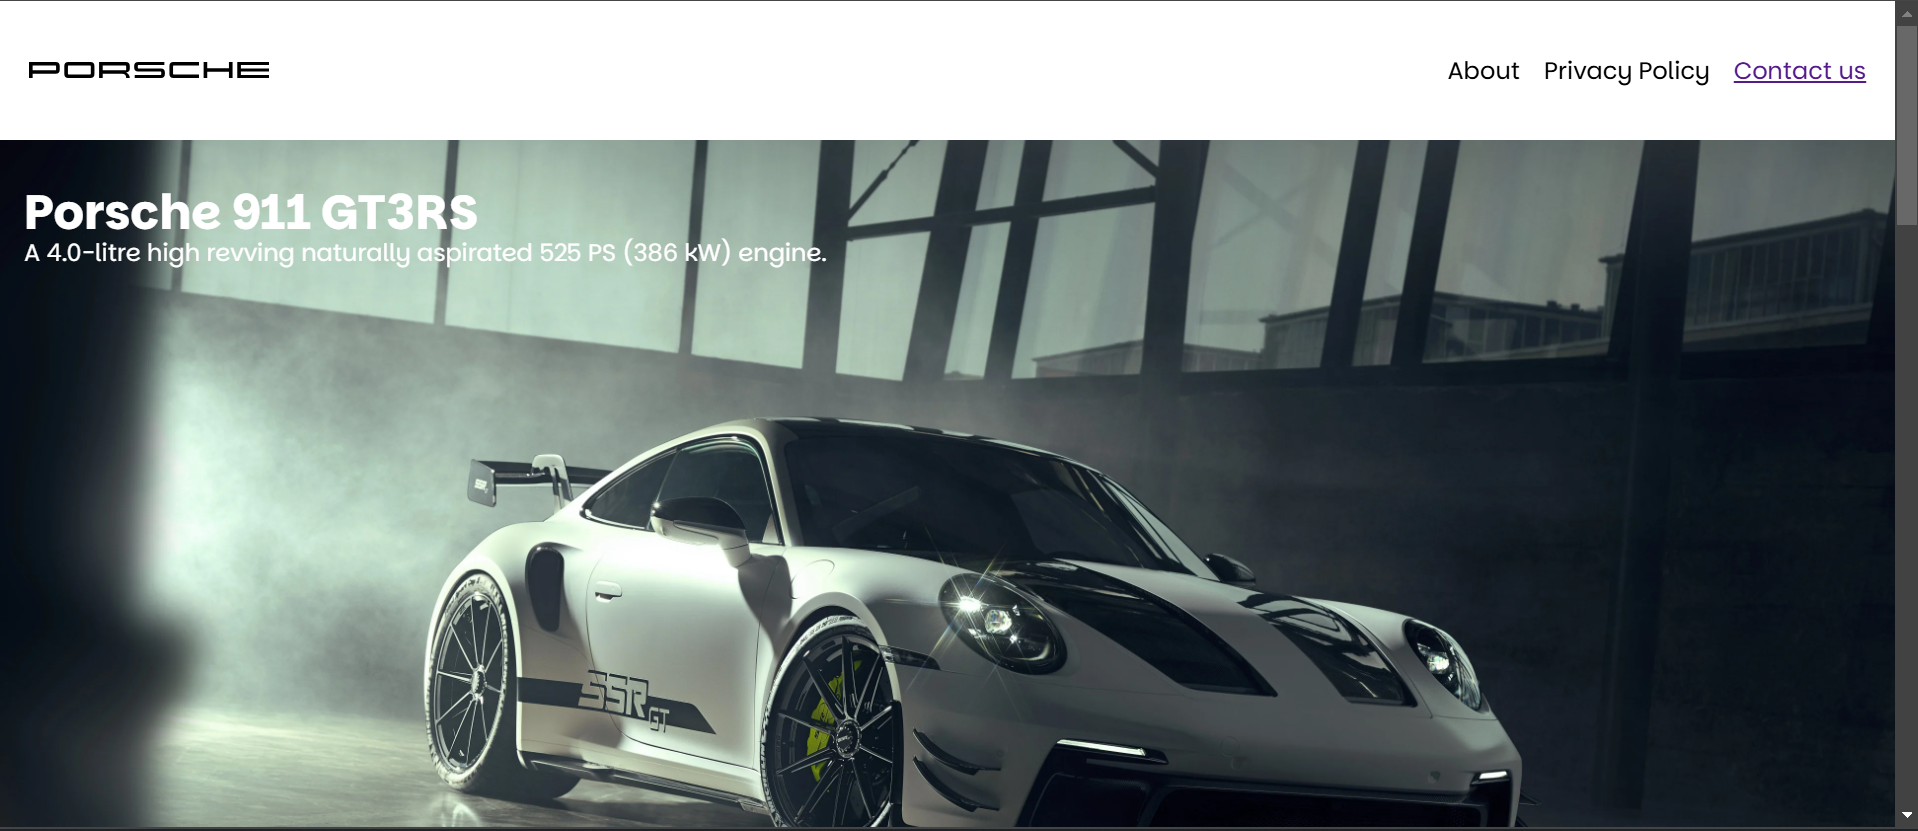 PORSCHE
About Privacy Policy Contact us
Porsche 911 GT3RS
A 4.0-litre high revving naturally aspirated 525 PS (386 kW) engine.
SSR
SSR
GT